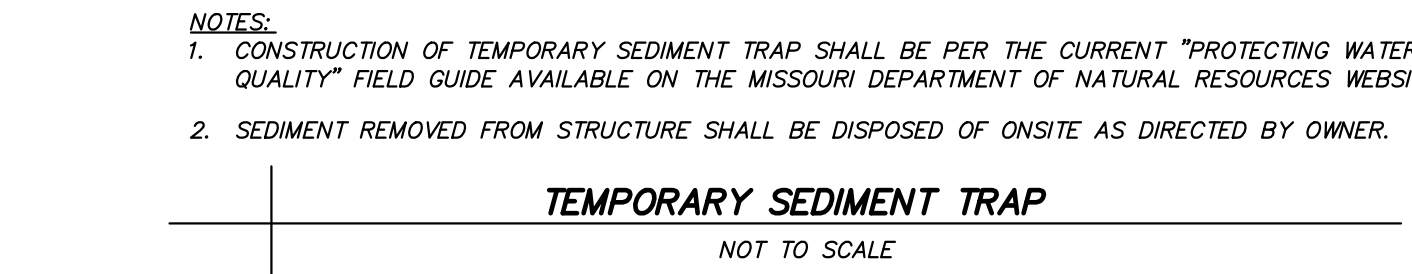 NOTES:
1. CONSTRUCTION OF TEMPORARY SEDIMENT TRAP SHALL BE PER THE CURRENT "PROTECTING WATER
QUALITY" FIELD GUIDE AVAILABLE ON THE MISSOURI DEPARTMENT OF NATURAL RESOURCES
2. SEDIMENT REMOVED FROM STRUCTURE SHALL BE DISPOSED OF ONSITE AS DIRECTED BY OWNER.
TEMPORARY SEDIMENT TRAP
NOT TO SCALE